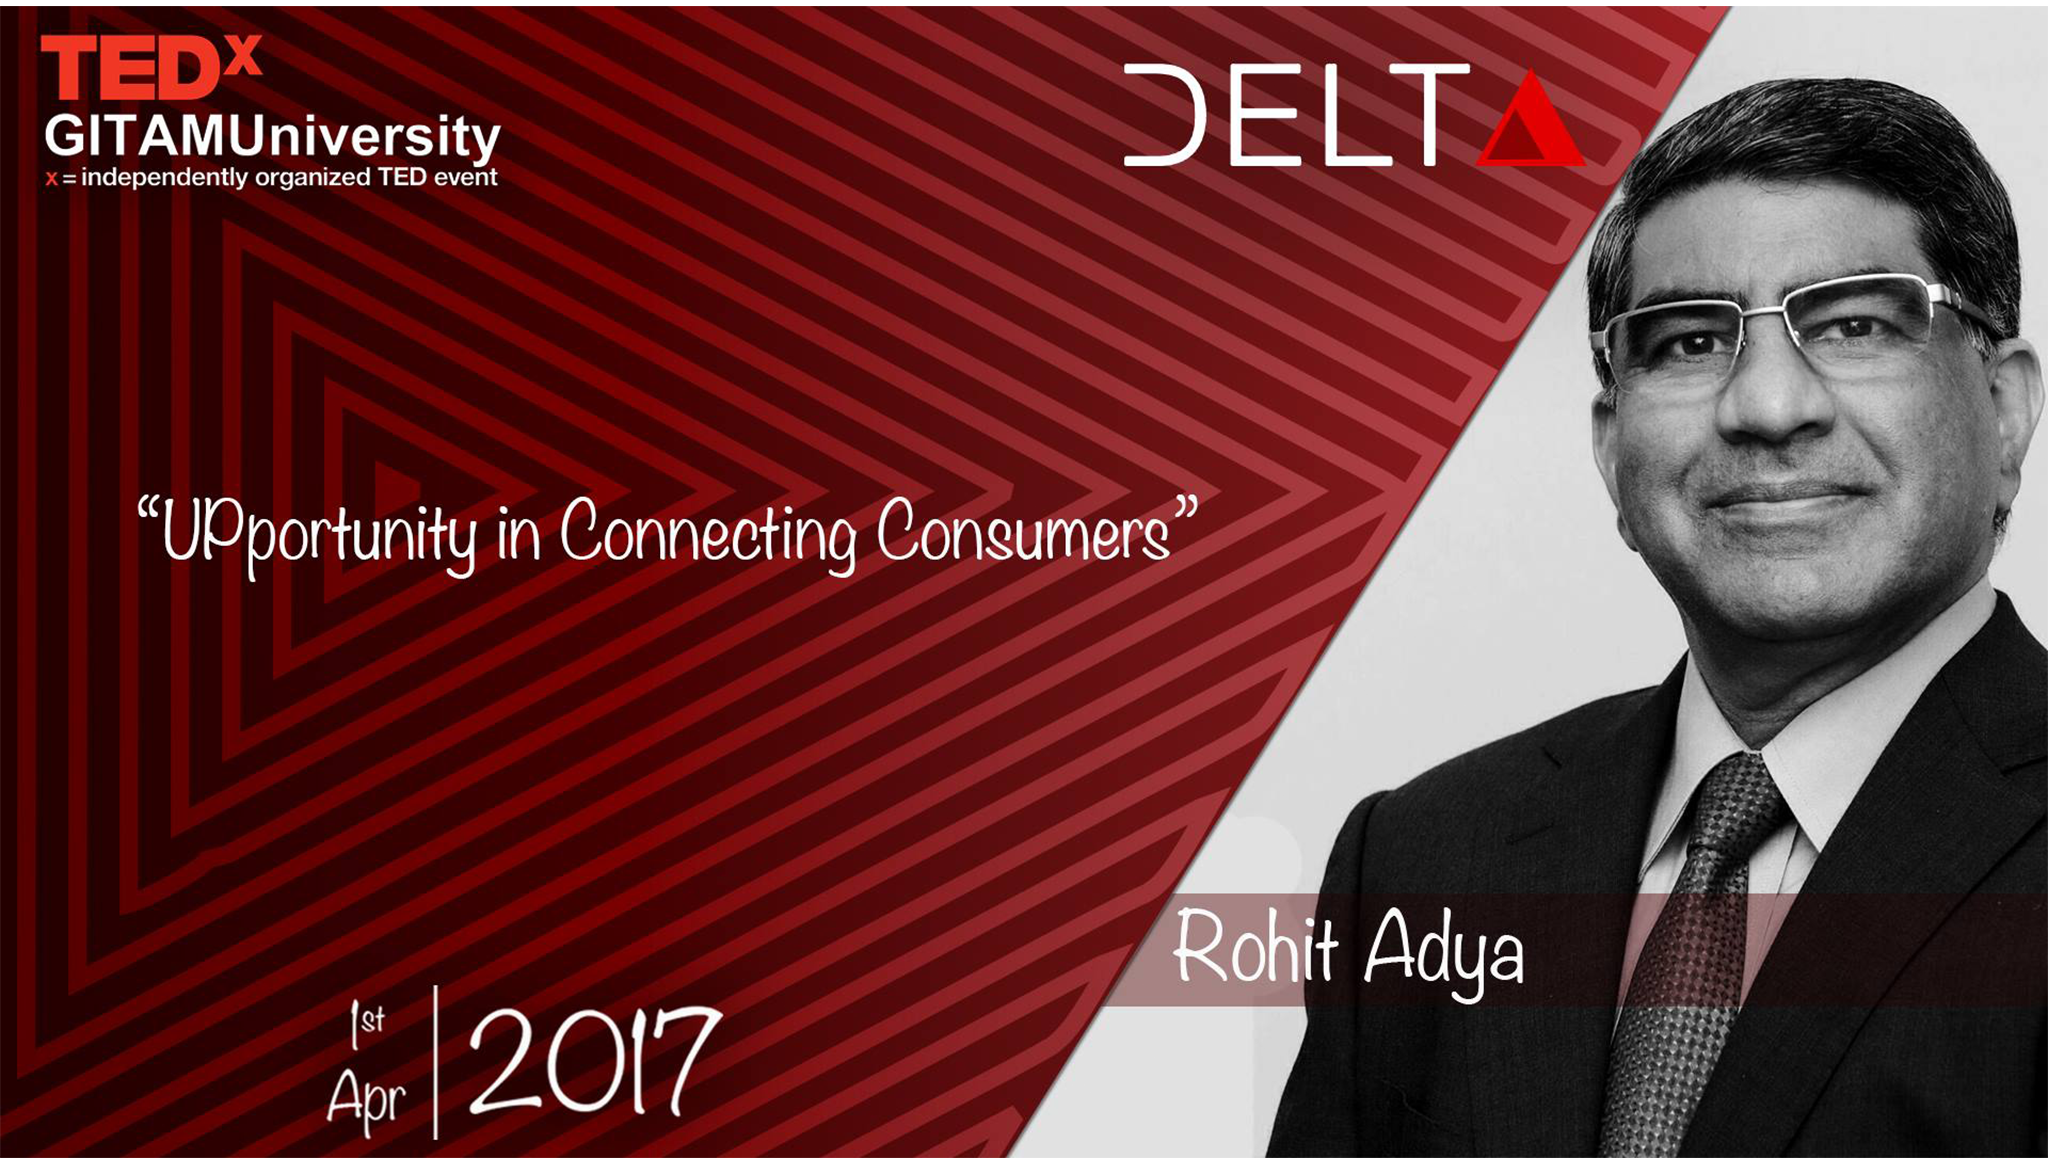 TEDx
GITAMUniversity
x = independently organized TED event
DELTA
“UPportunity in Connecting Consumers”
Rohit Adya
1st
Apr
2017